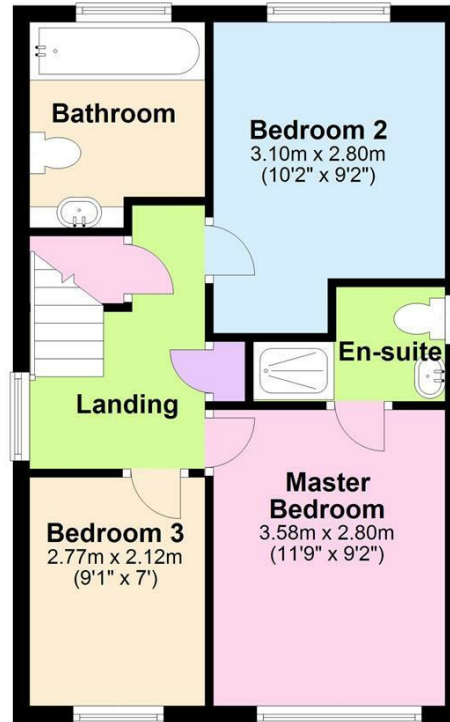 Bathroom
Bedroom 2
3.10m x 2.80m
(10'2" x 9'2")
En-suite
Landing
Master
Bedroom
3.58m x 2.80m
(11'9" x 9'2")
Bedroom 3
2.77m x 2.12m
(9'1" x 7')